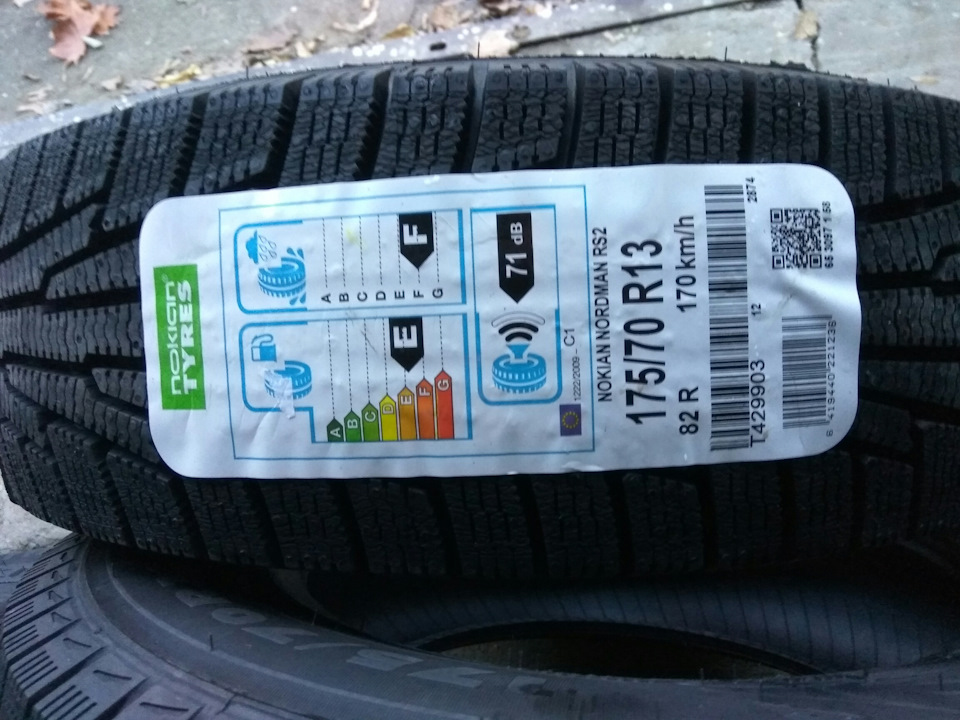 nokian
TYRES
A
B
C
D
E
F
G
F
A
B
C
D
E
F
G
E
71 dB
1222/2009 - C1
NOKIAN NORDMAN RS2
175/70 R13
82 R 170 km/h
T429903 12 2874
6 419440 221236